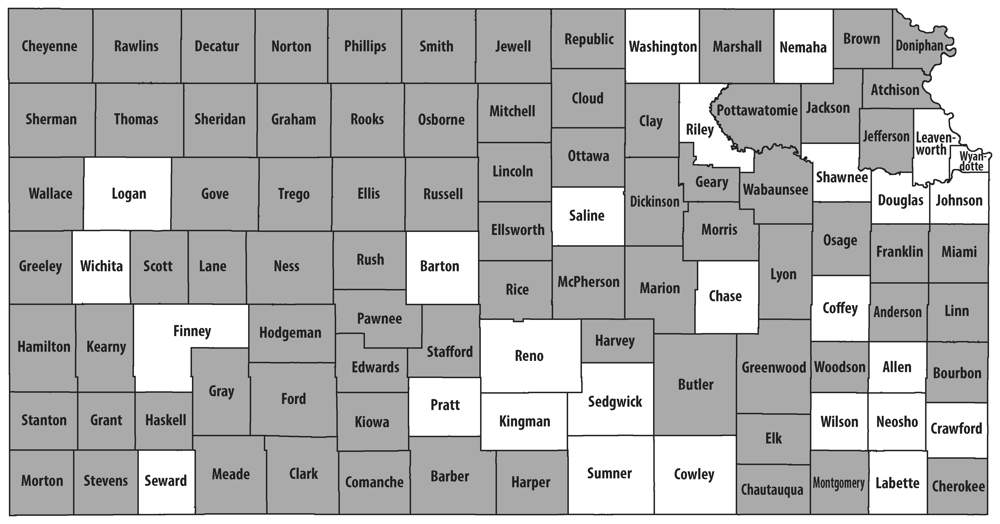 Cheyenne
Rawlins
Decatur
Norton
Phillips
Smith
Jewell
Republic
Washington
Marshall
Nemaha
Brown
Doniphan
Sherman
Thomas
Sheridan
Graham
Rooks
Osborne
Mitchell
Cloud
Clay
Riley
Pottawatomie
Jackson
Atchison
Jefferson
Leaven-
worth
Wyan-
dotte
Wallace
Logan
Gove
Trego
Ellis
Russell
Lincoln
Ottawa
Saline
Dickinson
Geary
Wabaunsee
Shawnee
Douglas
Johnson
Greeley
Wichita
Scott
Lane
Ness
Rush
Barton
Ellsworth
Rice
McPherson
Marion
Morris
Chase
Lyon
Osage
Franklin
Miami
Coffey
Anderson
Linn
Hamilton
Kearny
Finney
Hodgeman
Pawnee
Edwards
Stafford
Reno
Harvey
Sedgwick
Butler
Greenwood
Woodson
Allen
Bourbon
Stanton
Grant
Haskell
Gray
Ford
Kiowa
Pratt
Kingman
Elk
Wilson
Neosho
Crawford
Morton
Stevens
Seward
Meade
Clark
Comanche
Barber
Harper
Sumner
Cowley
Chautauqua
Montgomery
Labette
Cherokee